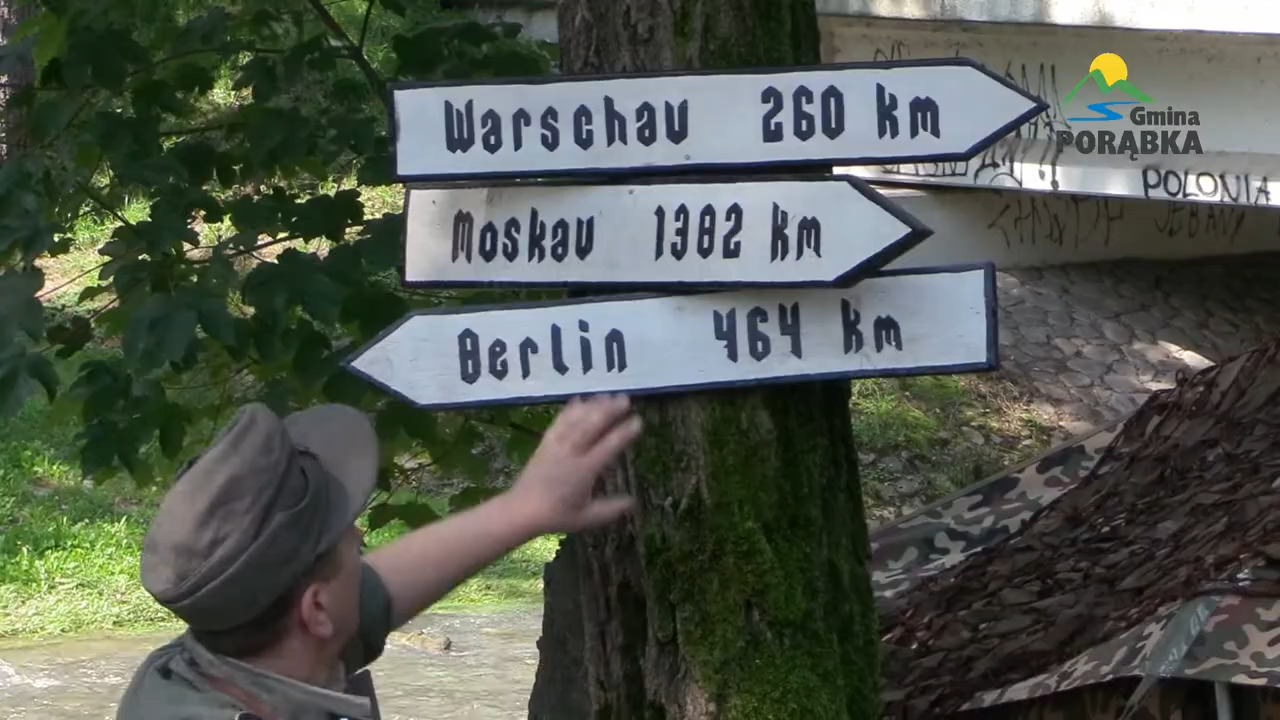 Warschau 260 km
Gmina
PORĄBKA
POLONIA
Moskau 1382 km
Berlin 464 km